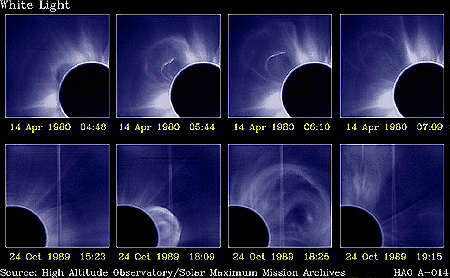 White Light
14 Apr 1980 04:46
14 Apr 1980 05:44
14 Apr 1980 06:10
14 Apr 1980 07:09
24 Oct 1989 15:23
24 Oct 1989 18:09
24 Oct 1989 18:25
24 Oct 1989 19:15
Source: High Altitude Observatory/Solar Maximum Mission Archives
HAO A-014